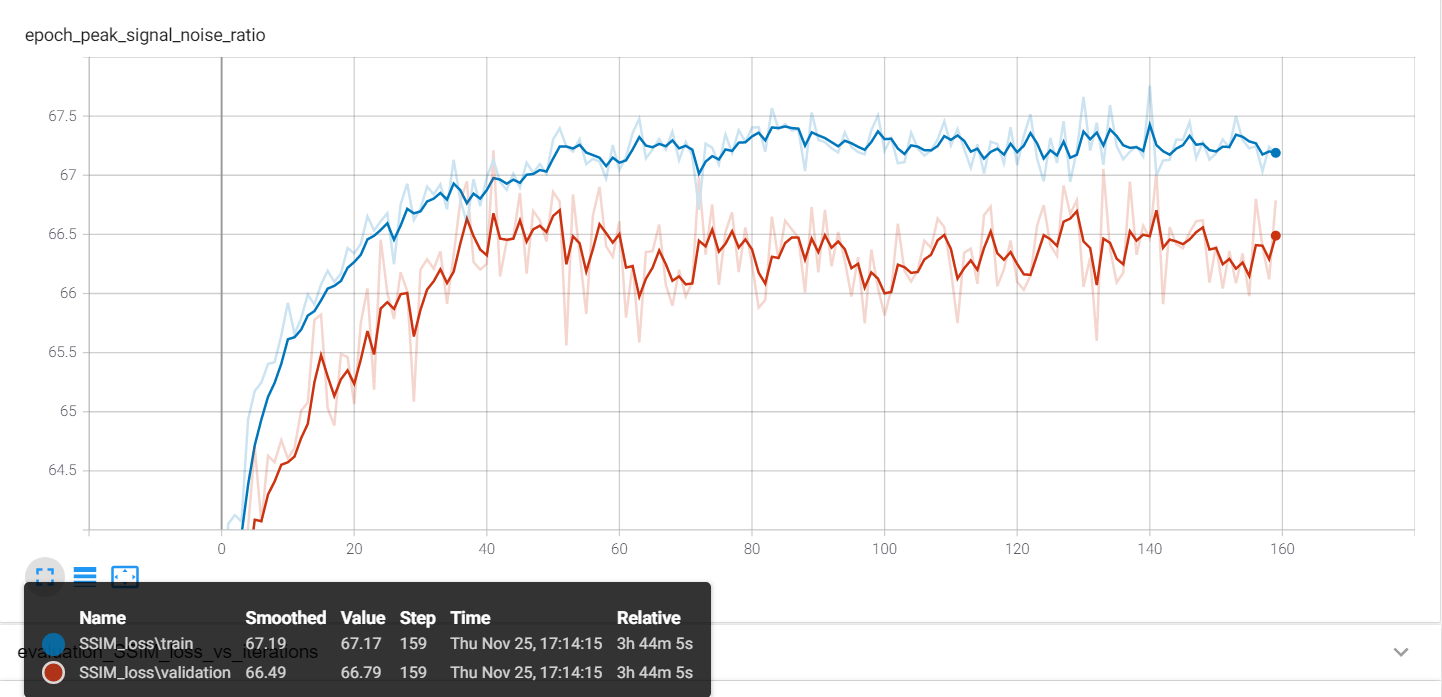 epoch_peak_signal_noise_ratio
67.5
67
66.5
66
65.5
65
64.5
0 20 40 60 80 100 120 140 160
Name Smoothed Value Step Time Relative
SSIM_loss\train 67.19 67.17 159 Thu Nov 25, 17:14:15 3h 44m 5s
evaluation_SSIM_loss_vs_iterations
SSIM_loss\validation 66.49 66.79 159 Thu Nov 25, 17:14:15 3h 44m 5s